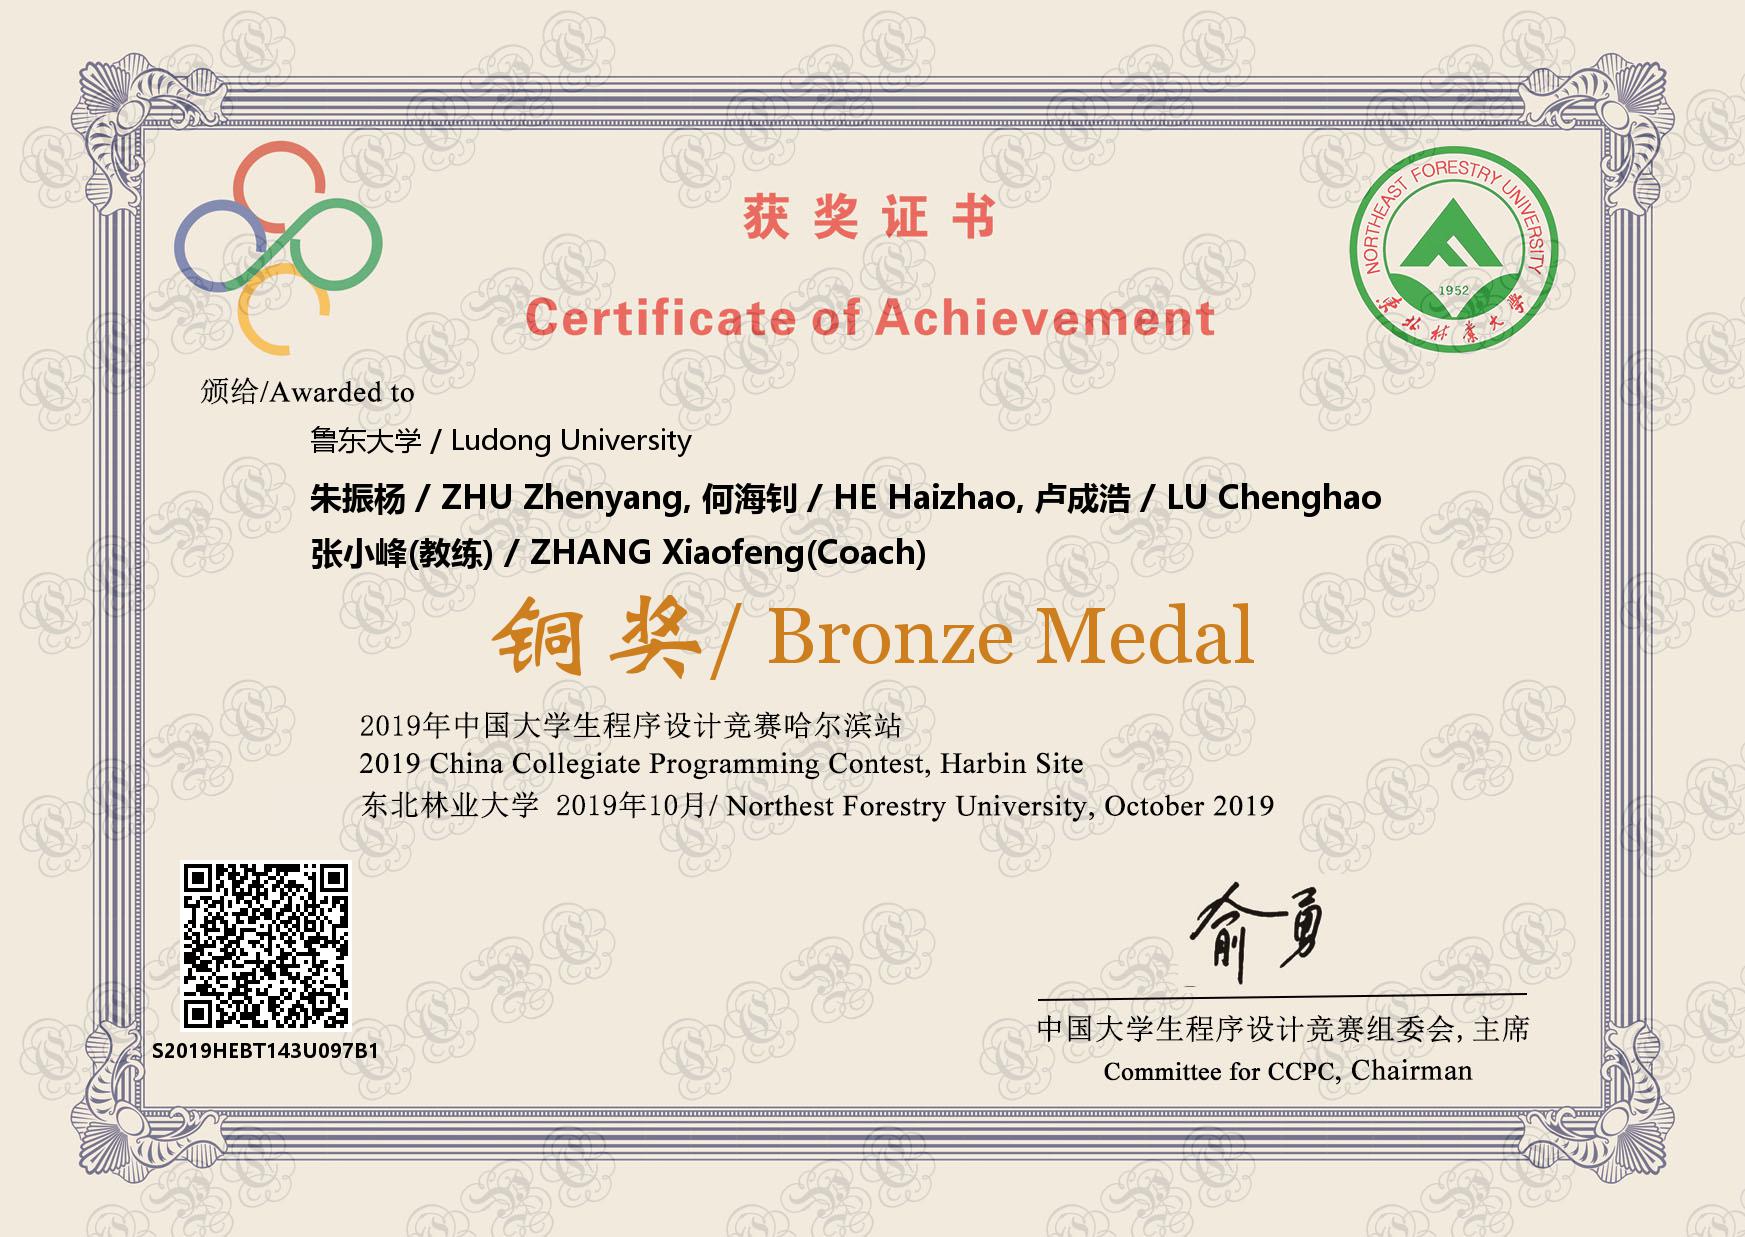 获奖证书
NORTHEAST FORESTRY UNIVERSITY
1952
东北林业大学
Certificate of Achievement
颁给/Awarded to
鲁东大学 / Ludong University
朱振杨 / ZHU Zhenyang, 何海钊 / HE Haizhao, 卢成浩 / LU Chenghao
张小峰(教练) / ZHANG Xiaofeng(Coach)
铜奖/ Bronze Medal
2019年中国大学生程序设计竞赛哈尔滨站
2019 China Collegiate Programming Contest, Harbin Site
东北林业大学 2019年10月/ Northest Forestry University, October 2019
俞勇
S2019HEBT143U097B1
中国大学生程序设计竞赛组委会, 主席
Committee for CCPC, Chairman